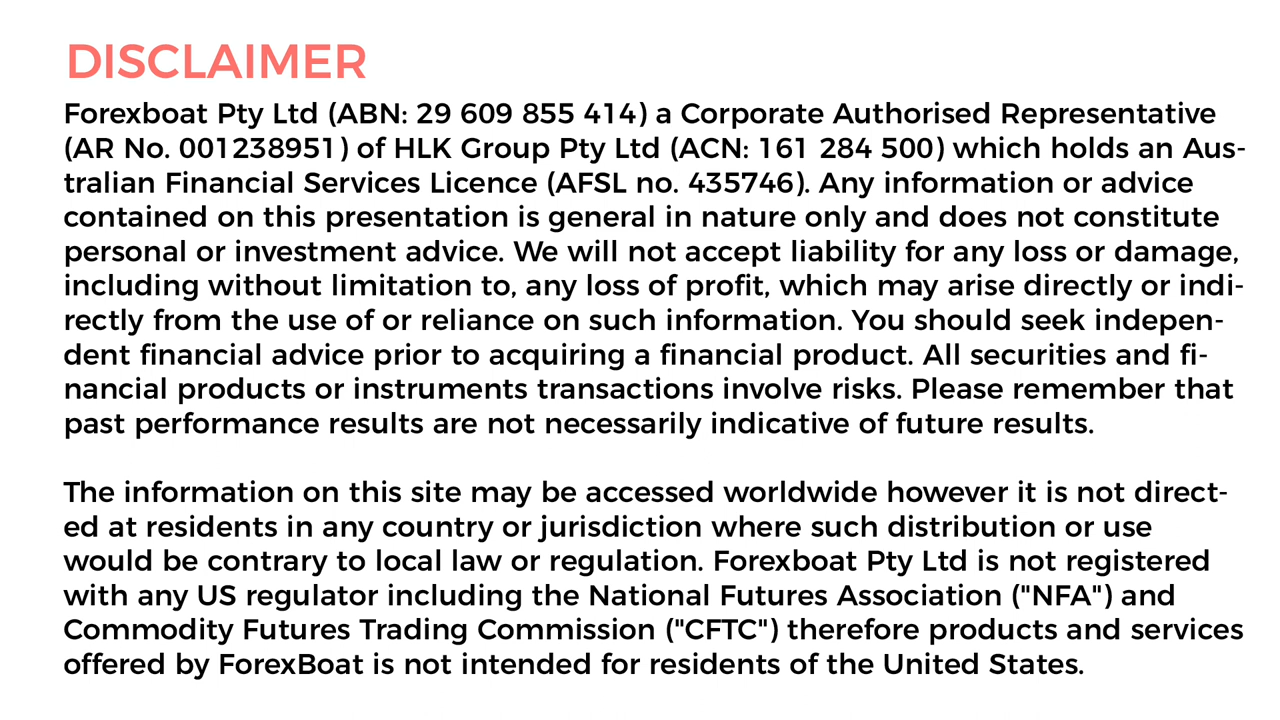 DISCLAIMER
Forexboat Pty Ltd (ABN: 29 609 855 414) a Corporate Authorised Representative
(AR No. 001238951) of HLK Group Pty Ltd (ACN: 161 284 500) which holds an Aus-
tralian Financial Services Licence (AFSL no. 435746). Any information or advice
contained on this presentation is general in nature only and does not constitute
personal or investment advice. We will not accept liability for any loss or damage,
including without limitation to, any loss of profit, which may arise directly or indi-
rectly from the use of or reliance on such information. You should seek indepen-
dent financial advice prior to acquiring a financial product. All securities and fi-
nancial products or instruments transactions involve risks. Please remember that
past performance results are not necessarily indicative of future results.
The information on this site may be accessed worldwide however it is not direct-
ed at residents in any country or jurisdiction where such distribution or use
would be contrary to local law or regulation. Forexboat Pty Ltd is not registered
with any US regulator including the National Futures Association ("NFA") and
Commodity Futures Trading Commission ("CFTC") therefore products and services
offered by ForexBoat is not intended for residents of the United States.